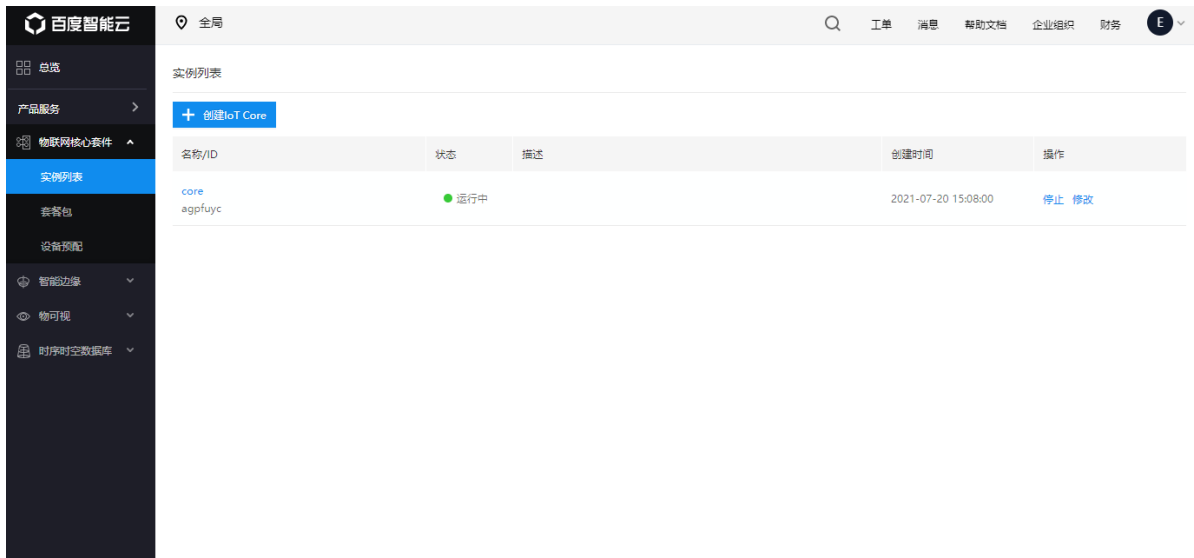 百度智能云
全局
工单 消息 帮助文档 企业组织 财务 E
总览
产品服务
物联网核心套件
实例列表
套餐包
设备预配
智能边缘
物可视
时序时空数据库
实例列表
创建IoT Core
名称/ID 状态 描述 创建时间 操作
core 运行中 2021-07-20 15:08:00 停止 修改
agpfuyc